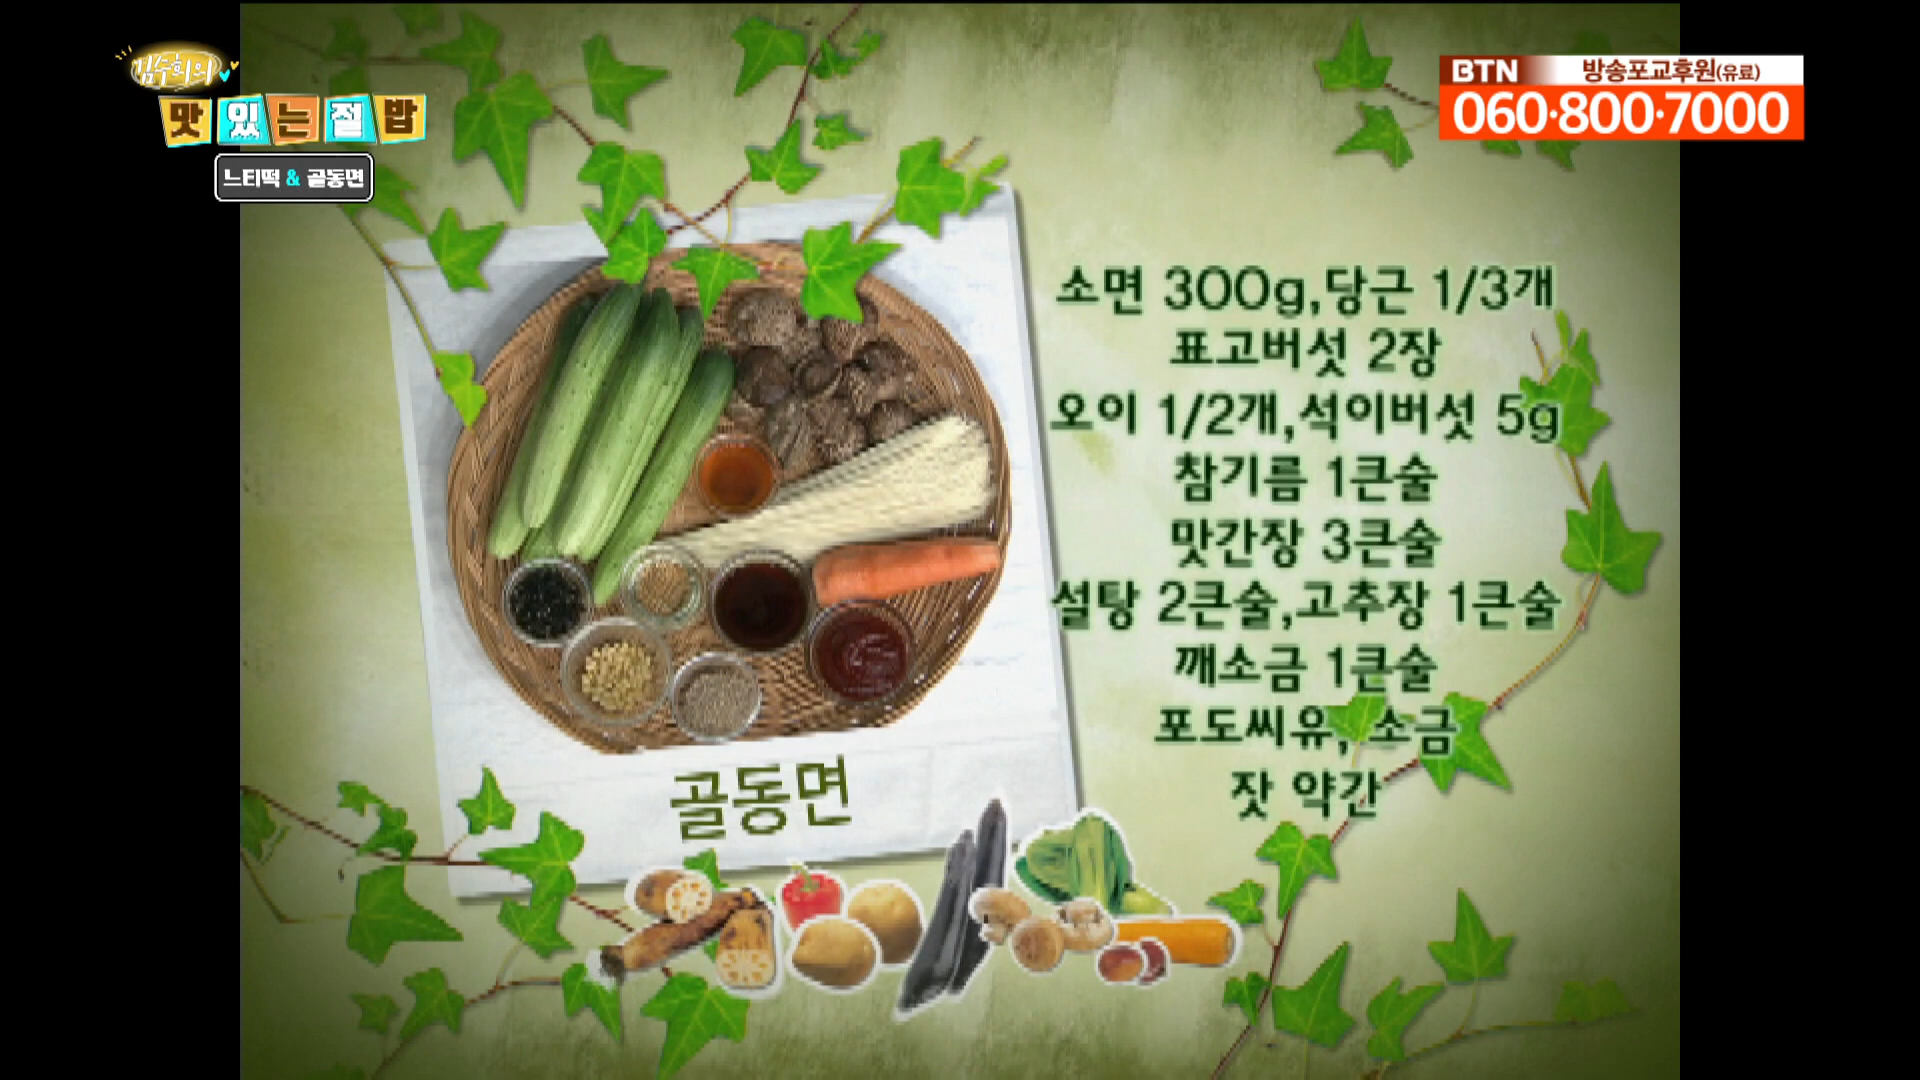 김수희의
맛있는절밥
느티떡 & 골동면
BTN 방송포교후원(유료)
060·800·7000
소면 300g,당근 1/3개
표고버섯 2장
오이 1/2개,석이버섯 5g
참기름 1큰술
맛간장 3큰술
설탕 2큰술,고추장 1큰술
깨소금 1큰술
포도씨유, 소금
잣 약간
골동면